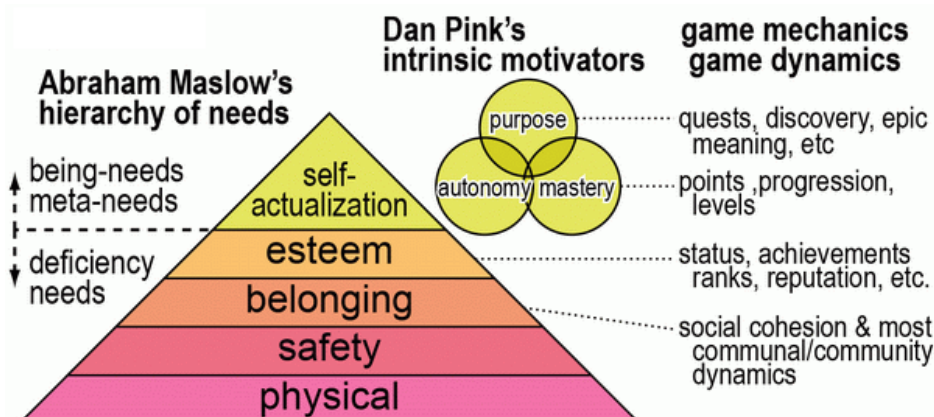 Abraham Maslow's
hierarchy of needs
being-needs
meta-needs
deficiency
needs
self-
actualization
esteem
belonging
safety
physical
Dan Pink's
intrinsic motivators
purpose
autonomy
mastery
game mechanics
game dynamics
quests, discovery, epic
meaning, etc
points ,progression,
levels
status, achievements
ranks, reputation, etc.
social cohesion & most
communal/community
dynamics